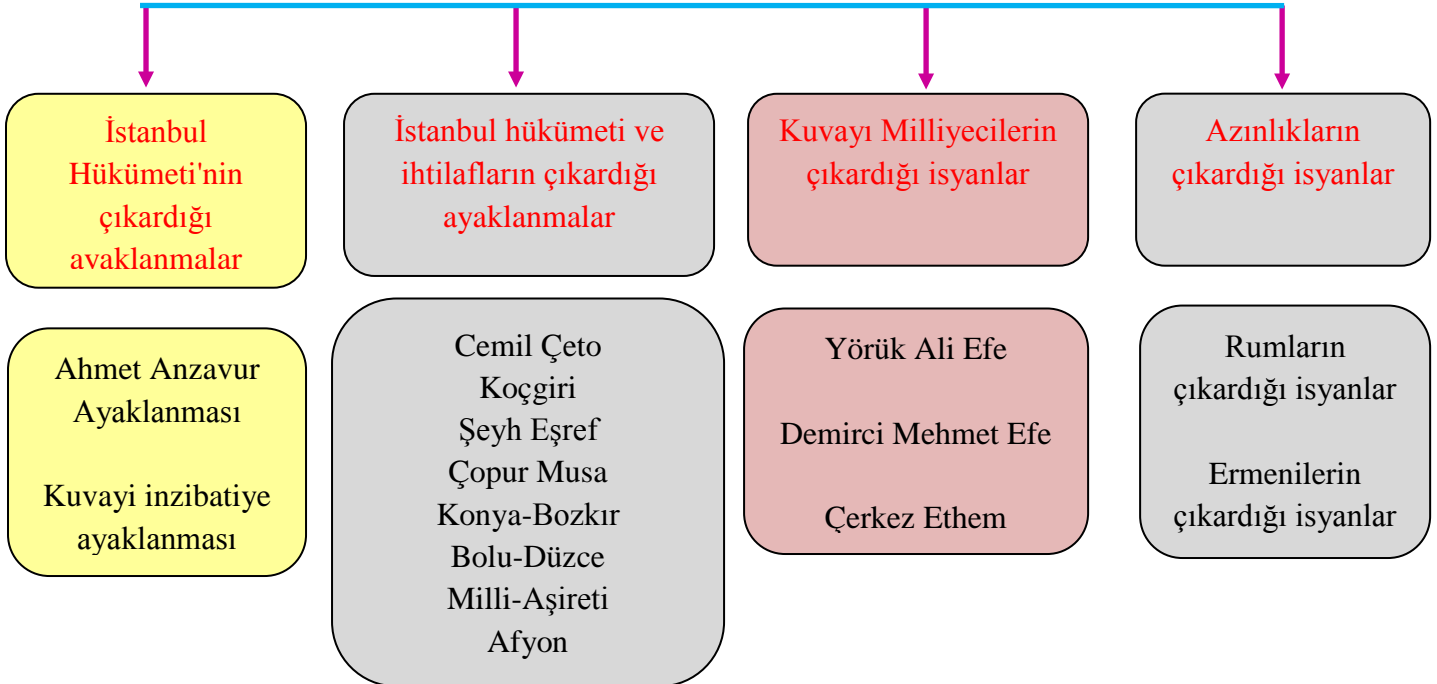 İstanbul
Hükümeti'nin
çıkardığı
avaklanmalar
İstanbul hükümeti ve
ihtilafların çıkardığı
ayaklanmalar
Kuvayı Milliyecilerin
çıkardığı isyanlar
Azınlıkların
çıkardığı isyanlar
Ahmet Anzavur
Ayaklanması
Kuvayi inzibatiye
ayaklanması
Cemil Çeto
Koçgiri
Şeyh Eşref
Çopur Musa
Konya-Bozkır
Bolu-Düzce
Milli-Aşireti
Afyon
Yörük Ali Efe
Demirci Mehmet Efe
Çerkez Ethem
Rumların
çıkardığı isyanlar
Ermenilerin
çıkardığı isyanlar